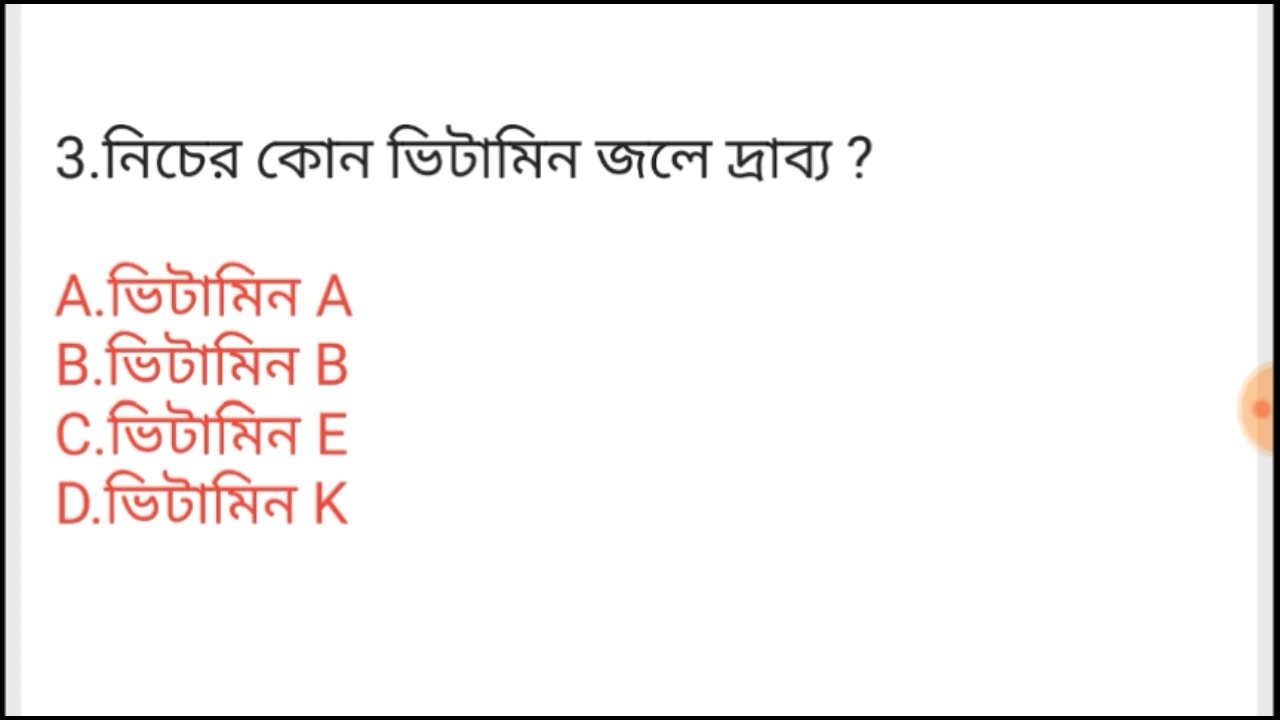 3.নিচের কোন ভিটামিন জলে দ্রাব্য ?
A.ভিটামিন A
B.ভিটামিন B
C.ভিটামিন E
D.ভিটামিন K